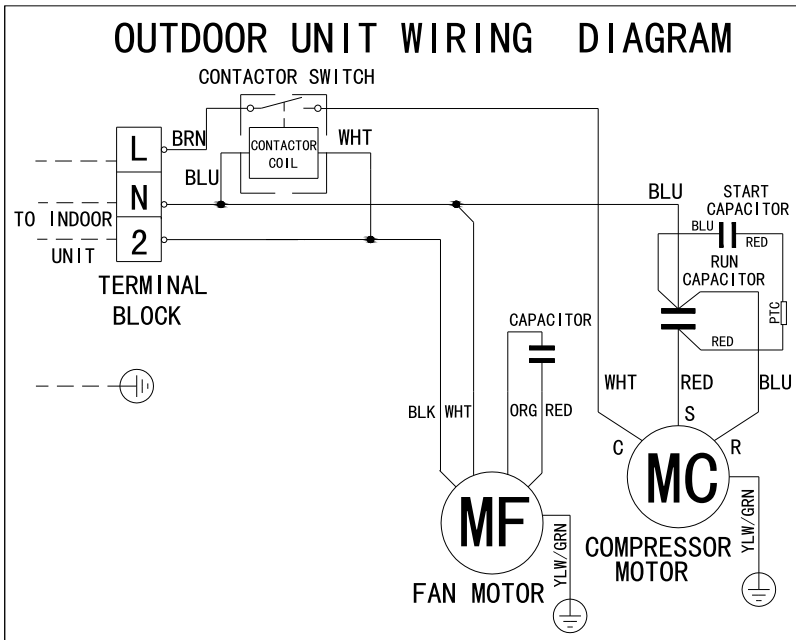 OUTDOOR UNIT WIRING DIAGRAM
CONTACTOR SWITCH
L
BRN
CONTACTOR
COIL
WHT
BLU
N
TO INDOOR
2
UNIT
TERMINAL
BLOCK
BLU
START
CAPACITOR
BLU
RED
RUN
CAPACITOR
PTC
RED
CAPACITOR
WHT
RED
BLU
BLK
WHT
ORG
RED
C
S
R
MF
MC
YLW/GRN
YLW/GRN
FAN MOTOR
COMPRESSOR
MOTOR